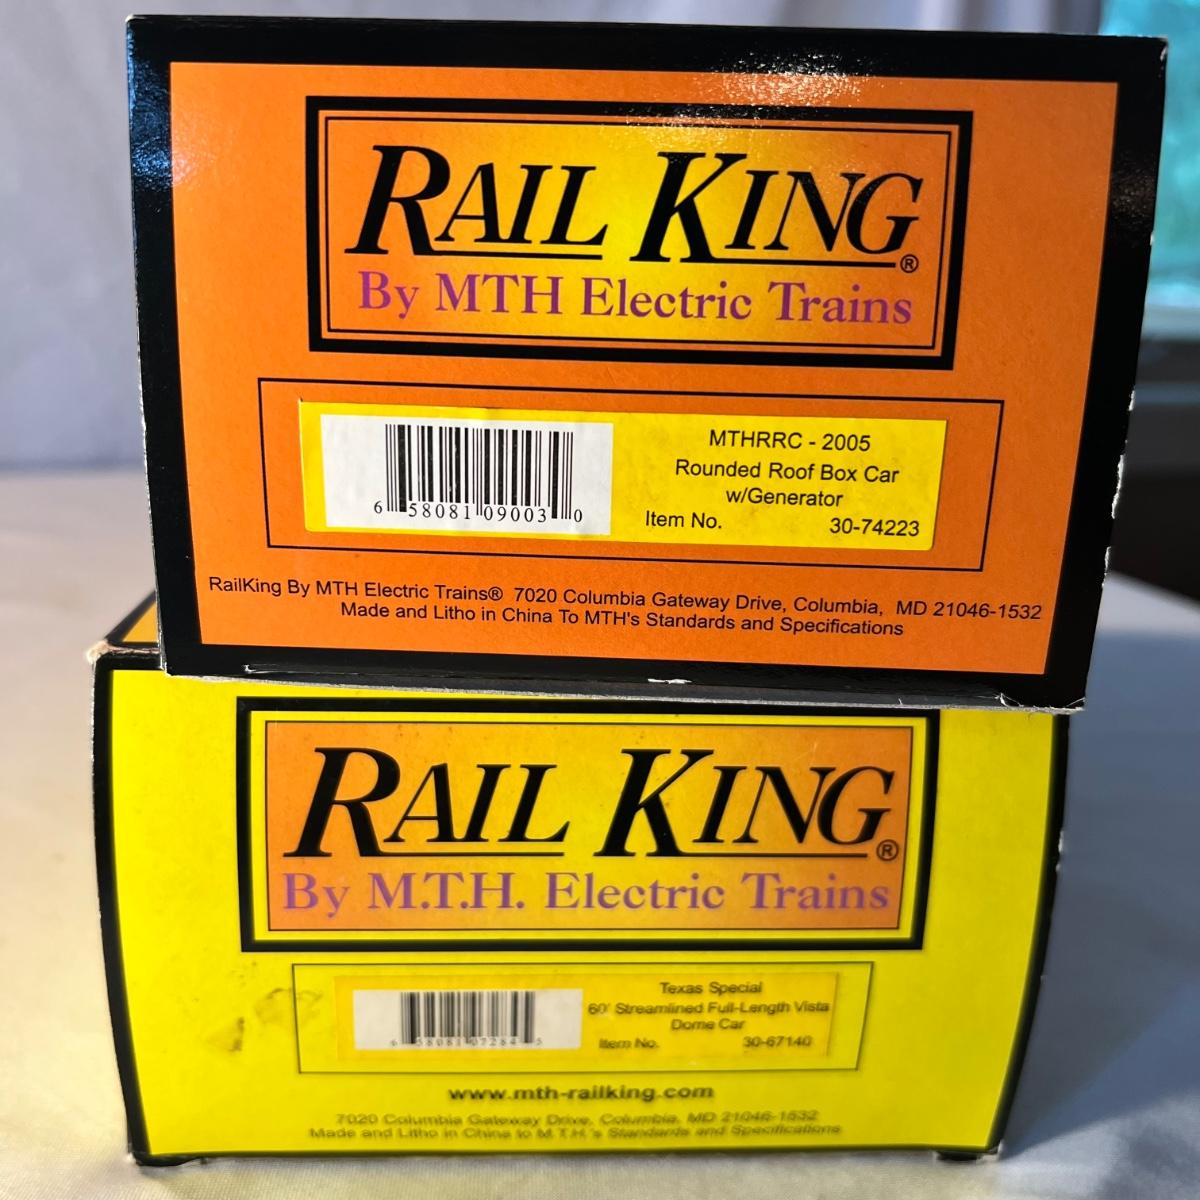 RAIL KING®
By MTH Electric Trains
MTHRRC - 2005
Rounded Roof Box Car
w/Generator
Item No. 30-74223
6 58081 09003 0
RailKing By MTH Electric Trains® 7020 Columbia Gateway Drive, Columbia, MD 21046-1532
Made and Litho in China To MTH's Standards and Specifications
RAIL KING®
By M.T.H. Electric Trains
Texas Special
60' Streamlined Full-Length Vista
Dome Car
Item No. 30-67140
6 58081 07264 5
www.mth-railking.com
7020 Columbia Gateway Drive, Columbia, MD 21046-1532
Made and Litho in China to M.T.H.'s Standards and Specifications